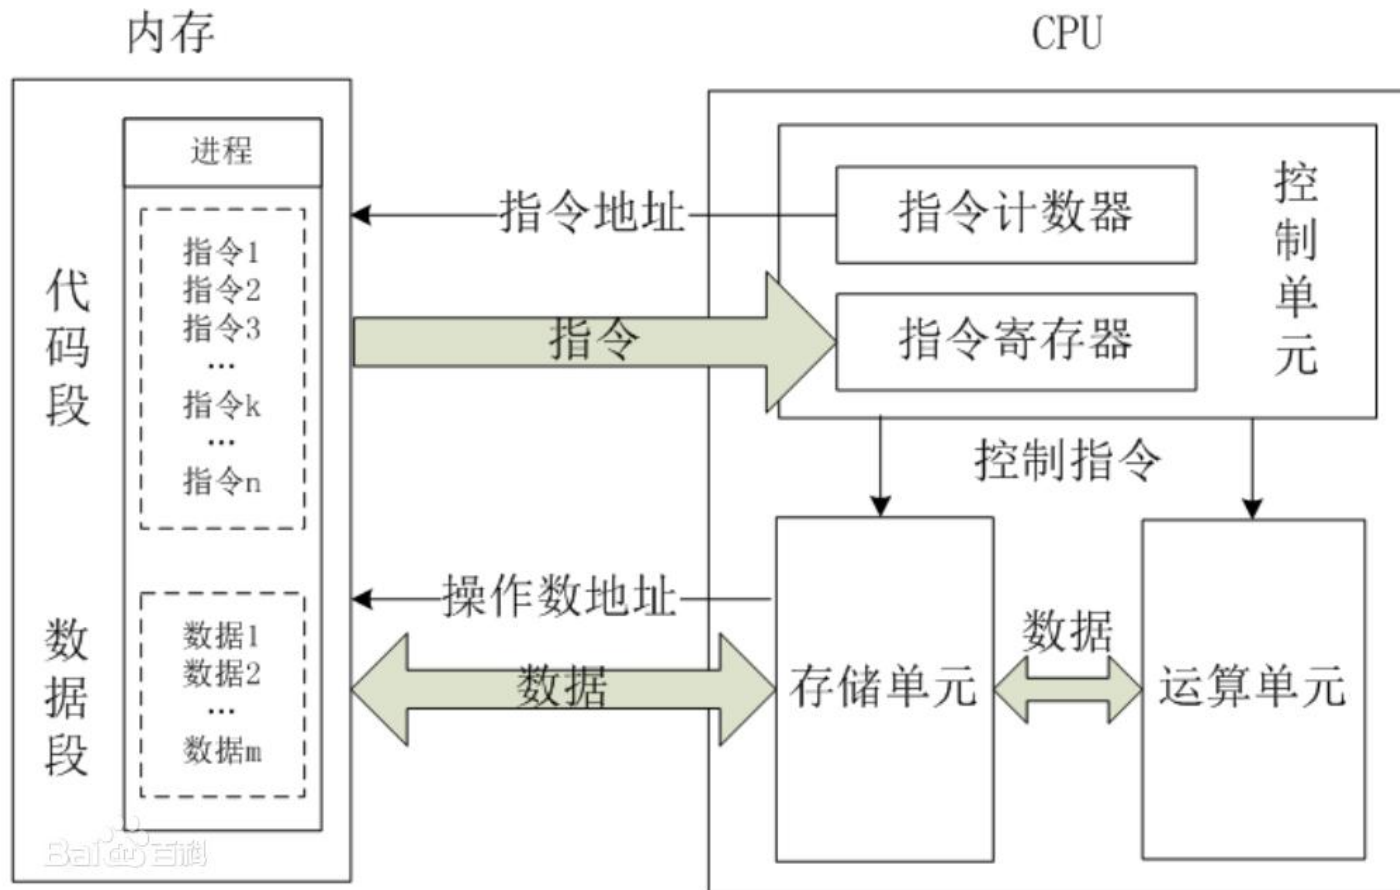 内存
CPU
进程
代码段
指令1
指令2
指令3
...
指令k
...
指令n
数据段
数据1
数据2
...
数据m
指令地址
指令
操作数地址
数据
指令计数器
指令寄存器
控制单元
控制指令
存储单元
数据
运算单元
Bai du 百科